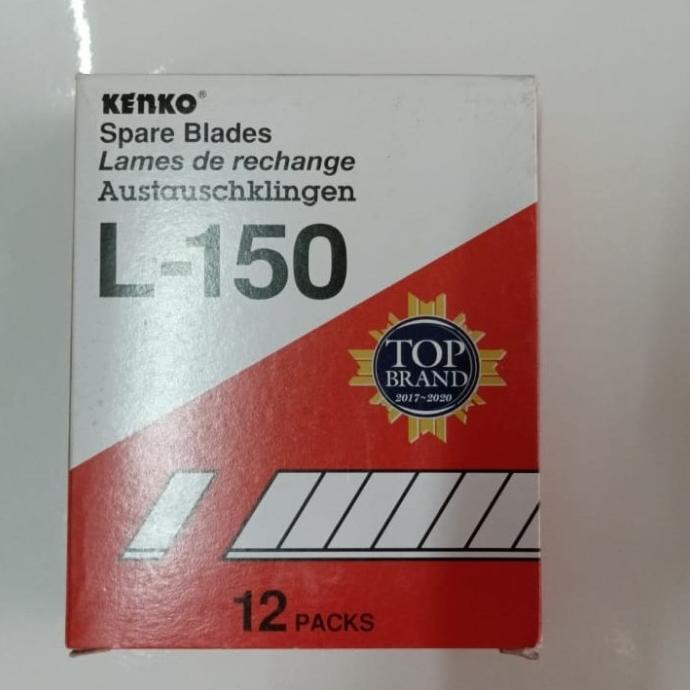 KENKO®
Spare Blades
Lames de rechange
Austauschklingen
L-150
TOP
BRAND
2017~2020
12 PACKS